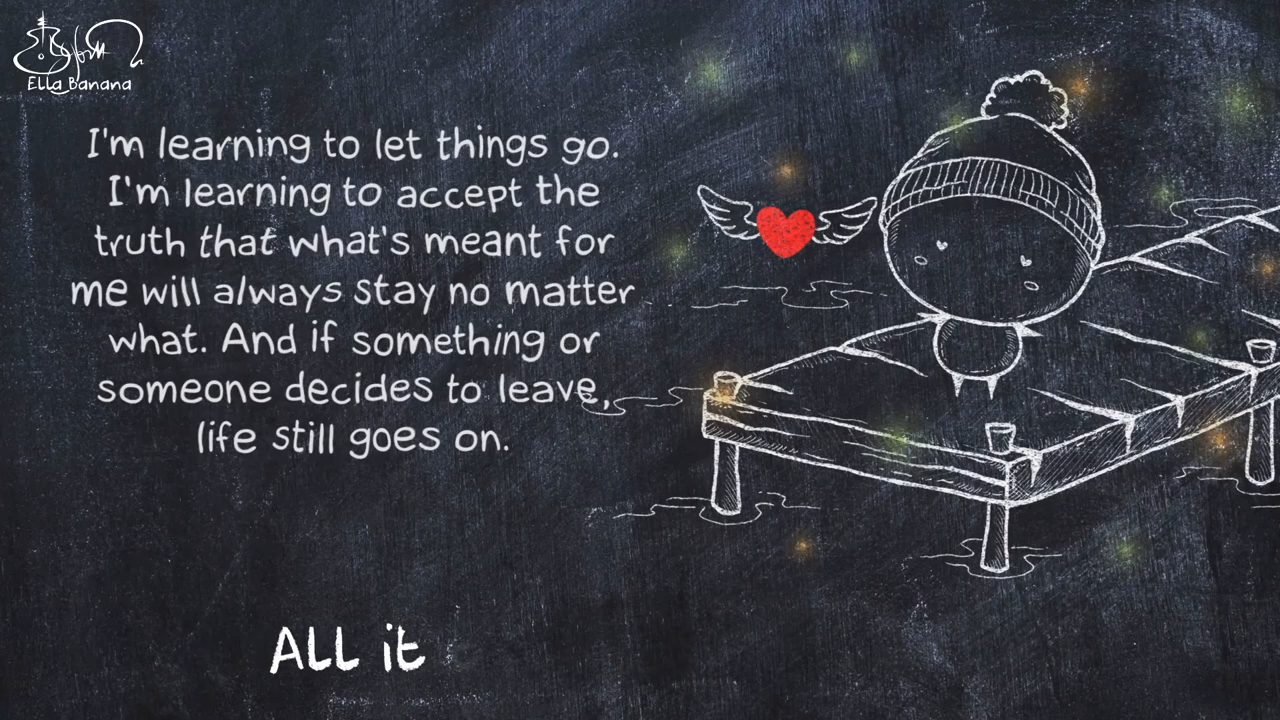 Ella Banana
I'm learning to let things go.
I'm learning to accept the
truth that what's meant for
me will always stay no matter
what. And if something or
someone decides to leave,
life still goes on.
ALL it